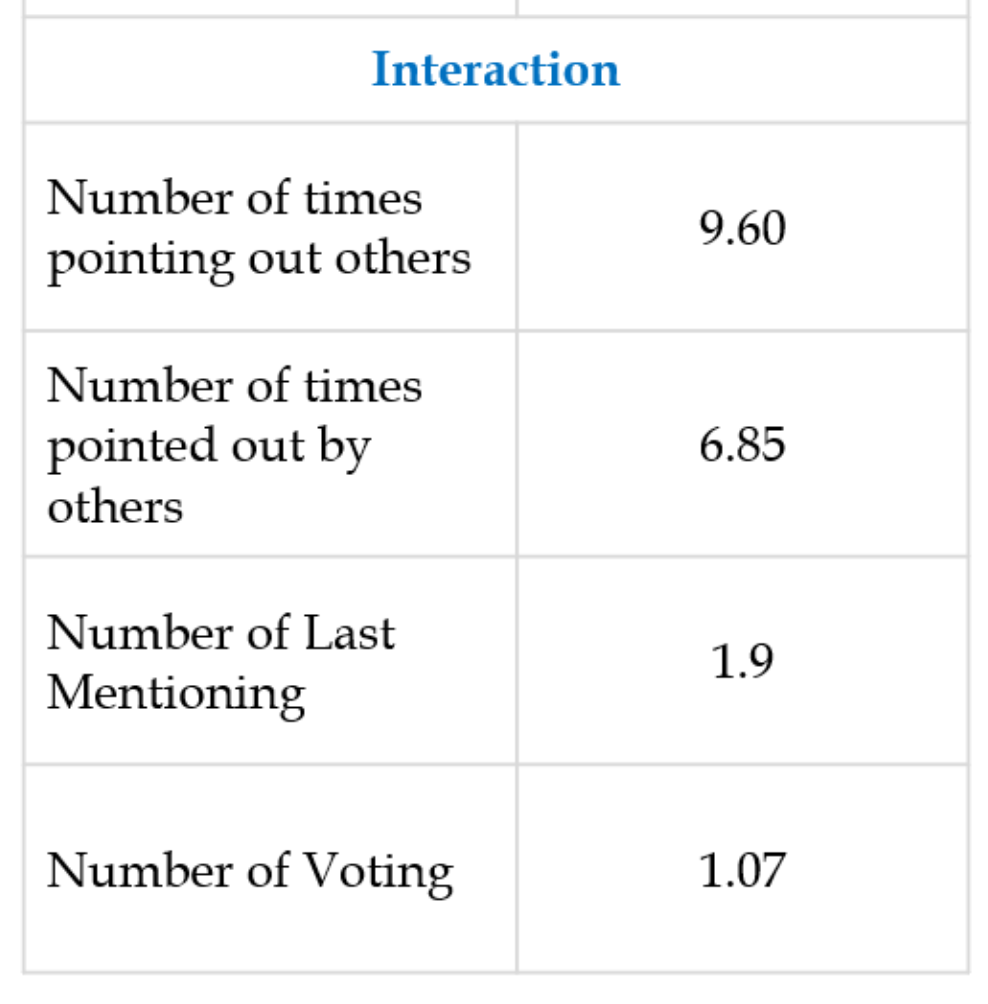 Interaction
Number of times
pointing out others
9.60
Number of times
pointed out by
others
6.85
Number of Last
Mentioning
1.9
Number of Voting
1.07